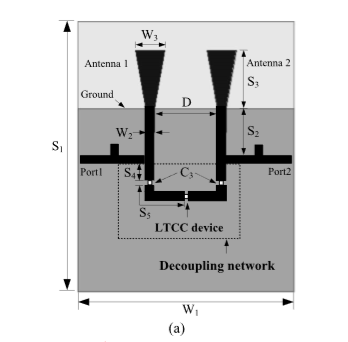 W3
Antenna 1
Antenna 2
S3
Ground
D
S1
W2
S2
S4
C3
Port1
Port2
S5
LTCC device
Decoupling network
W1
(a)